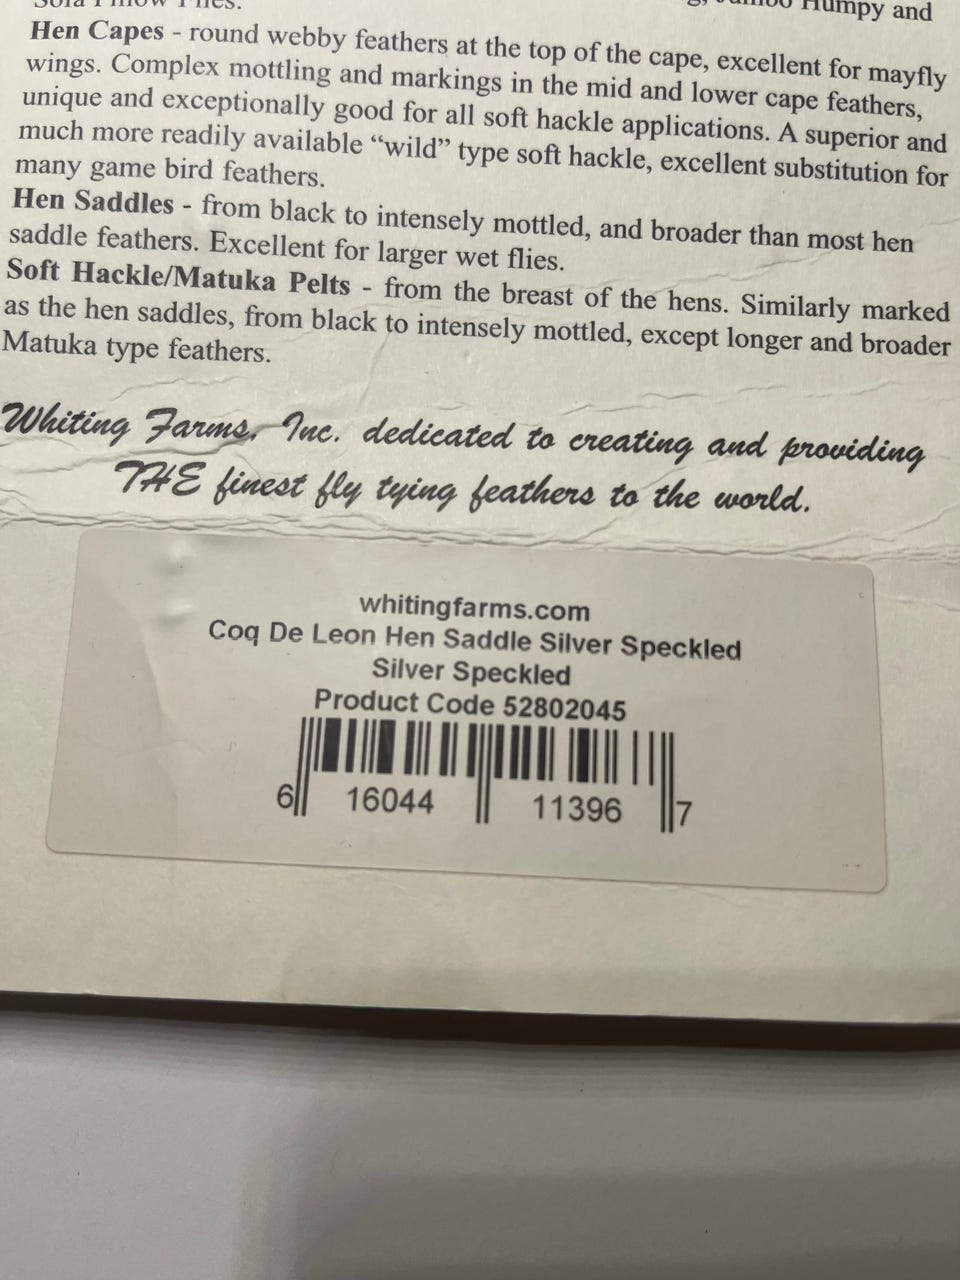 Humpy and
Hen Capes - round webby feathers at the top of the cape, excellent for mayfly
wings. Complex mottling and markings in the mid and lower cape feathers,
unique and exceptionally good for all soft hackle applications. A superior and
much more readily available “wild” type soft hackle, excellent substitution for
many game bird feathers.
Hen Saddles - from black to intensely mottled, and broader than most hen
saddle feathers. Excellent for larger wet flies.
Soft Hackle/Matuka Pelts - from the breast of the hens. Similarly marked
as the hen saddles, from black to intensely mottled, except longer and broader
Matuka type feathers.
Whiting Farms, Inc. dedicated to creating and providing
THE finest fly tying feathers to the world.
whitingfarms.com
Coq De Leon Hen Saddle Silver Speckled
Silver Speckled
Product Code 52802045
6 16044 11396 7